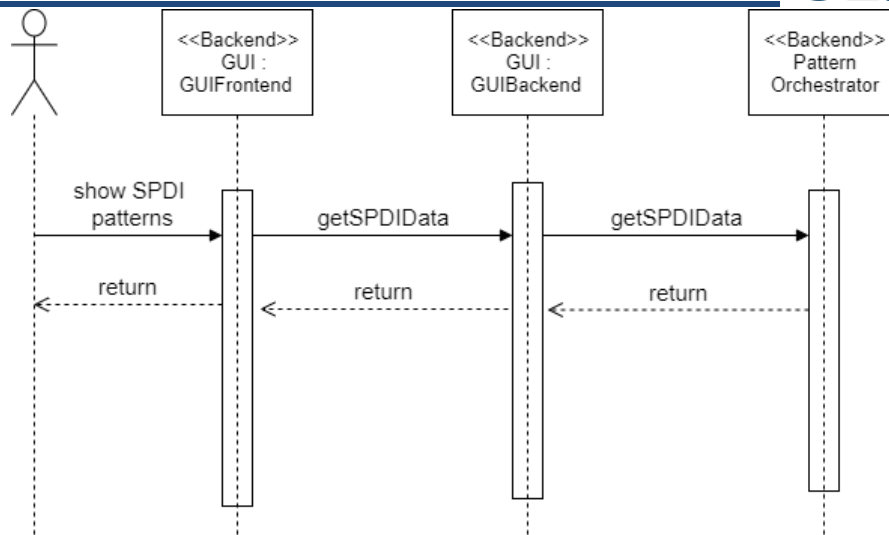 <<Backend>>
GUI :
GUIFrontend
<<Backend>>
GUI :
GUIBackend
<<Backend>>
Pattern
Orchestrator
show SPDI
patterns
getSPDIData
getSPDIData
return
return
return